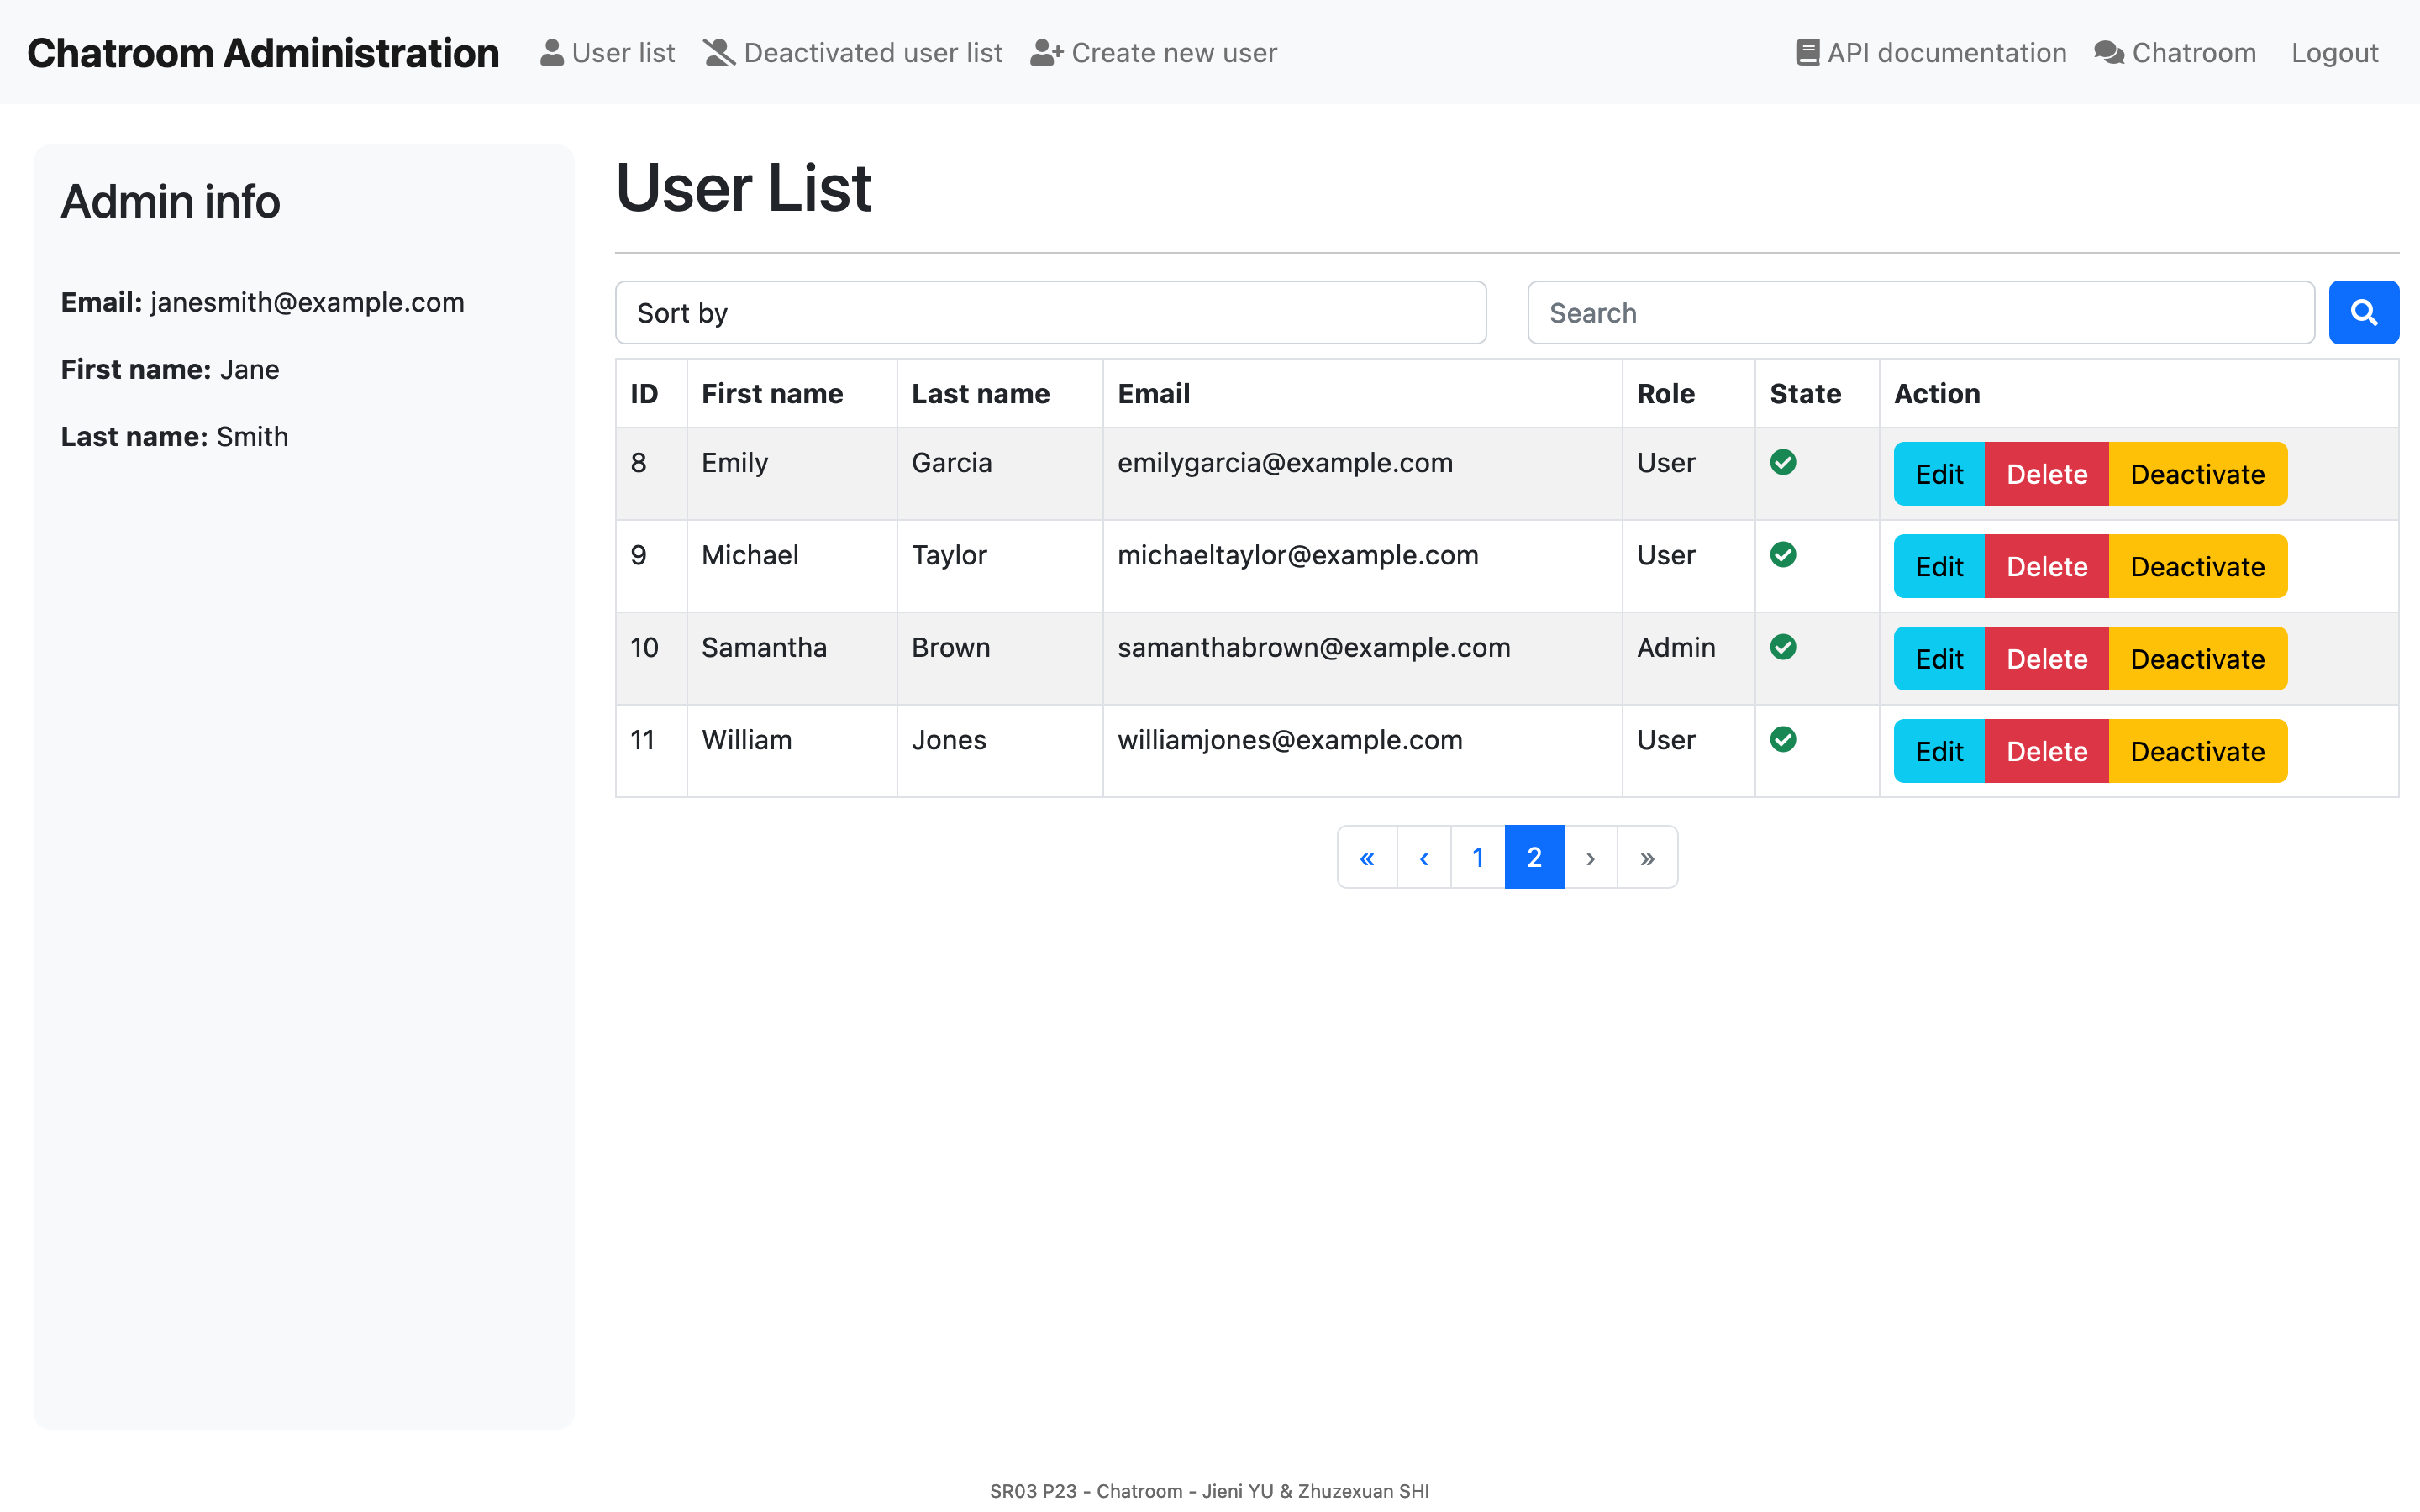 Chatroom Administration User list Deactivated user list Create new user API documentation Chatroom Logout
Admin info
Email: janesmith@example.com
First name: Jane
Last name: Smith
User List
Sort by Search
ID First name Last name Email Role State Action
8 Emily Garcia emilygarcia@example.com User Edit Delete Deactivate
9 Michael Taylor michaeltaylor@example.com User Edit Delete Deactivate
10 Samantha Brown samanthabrown@example.com Admin Edit Delete Deactivate
11 William Jones williamjones@example.com User Edit Delete Deactivate
« ‹ 1 2 › »
SR03 P23 - Chatroom - Jieni YU & Zhuzexuan SHI